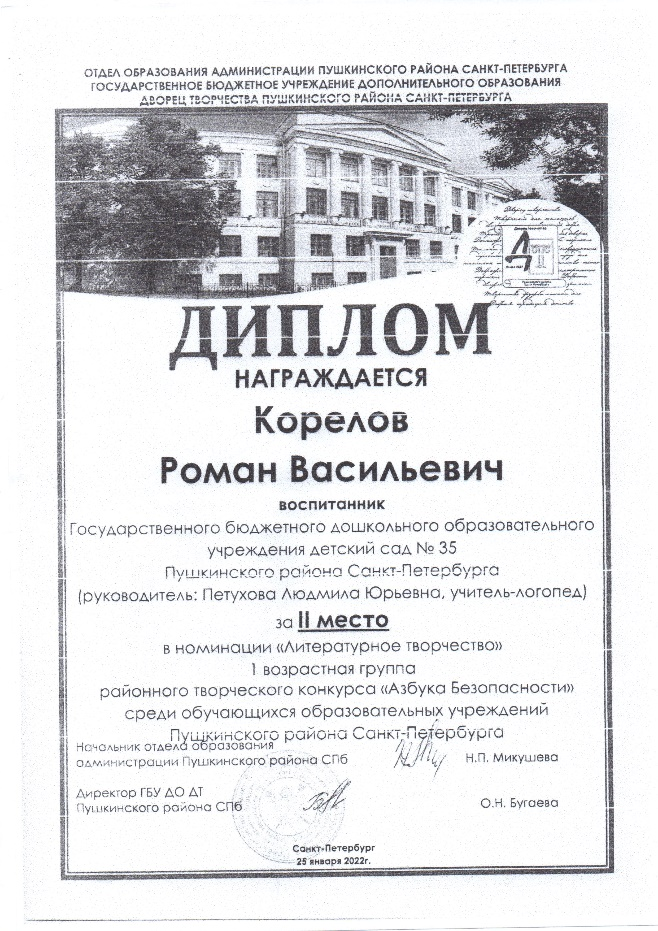 ОТДЕЛ ОБРАЗОВАНИЯ АДМИНИСТРАЦИИ ПУШКИНСКОГО РАЙОНА САНКТ-ПЕТЕРБУРГА
ГОСУДАРСТВЕННОЕ БЮДЖЕТНОЕ УЧРЕЖДЕНИЕ ДОПОЛНИТЕЛЬНОГО ОБРАЗОВАНИЯ
ДВОРЕЦ ТВОРЧЕСТВА ПУШКИНСКОГО РАЙОНА САНКТ-ПЕТЕРБУРГА
ДИПЛОМ
НАГРАЖДАЕТСЯ
Корелов
Роман Васильевич
воспитанник
Государственного бюджетного дошкольного образовательного
учреждения детский сад № 35
Пушкинского района Санкт-Петербурга
(руководитель: Петухова Людмила Юрьевна, учитель-логопед)
за II место
в номинации «Литературное творчество»
1 возрастная группа
районного творческого конкурса «Азбука Безопасности»
среди обучающихся образовательных учреждений
Пушкинского района Санкт-Петербурга
Начальник отдела образования
администрации Пушкинского района СПб Н.П. Микушева
Директор ГБУ ДО ДТ
Пушкинского района СПб О.Н. Бугаева
Санкт-Петербург
25 января 2022г.